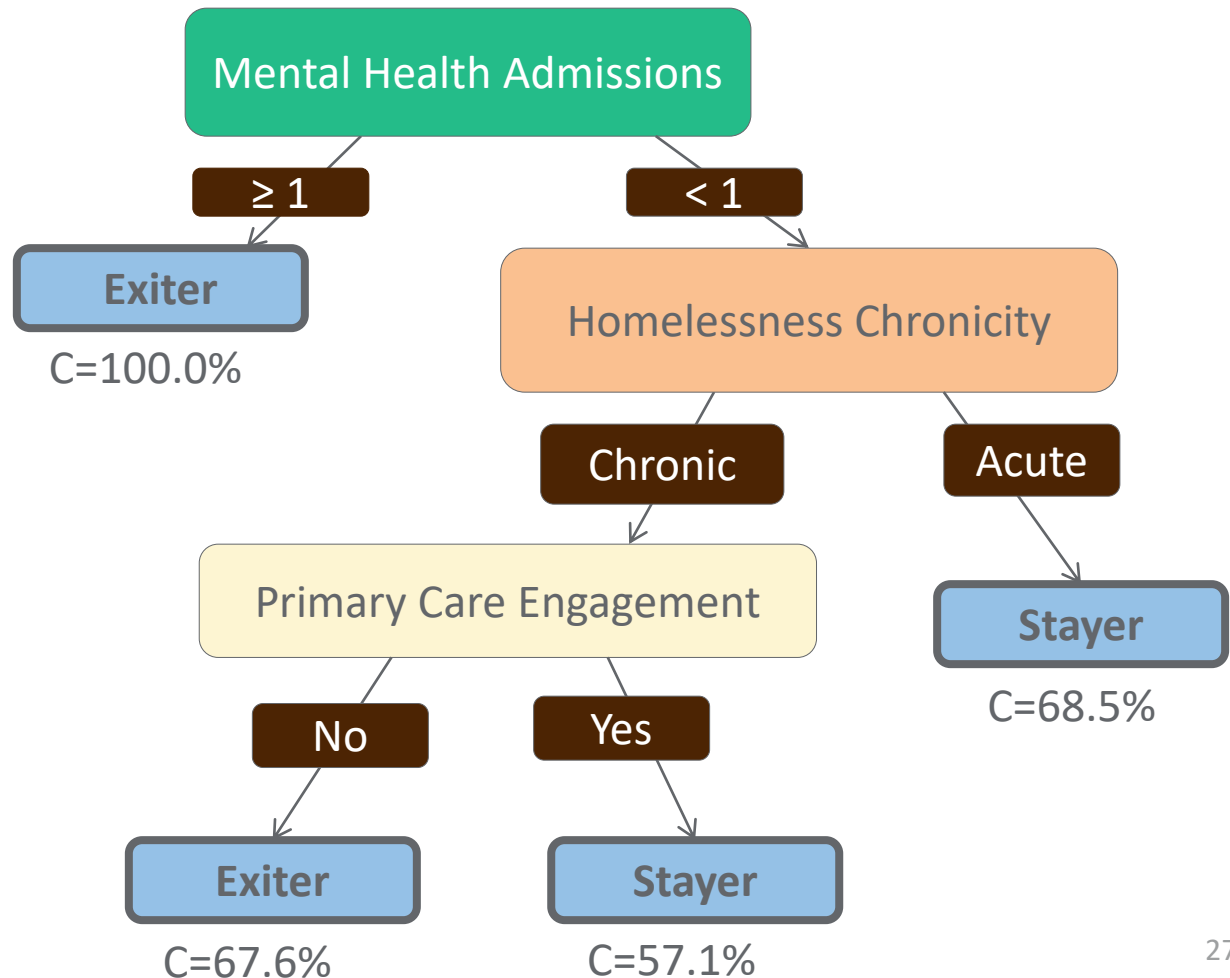 Mental Health Admissions
≥ 1
< 1
Exiter
C=100.0%
Homelessness Chronicity
Chronic
Acute
Primary Care Engagement
Stayer
C=68.5%
No
Yes
Exiter
Stayer
C=67.6%
C=57.1%
27